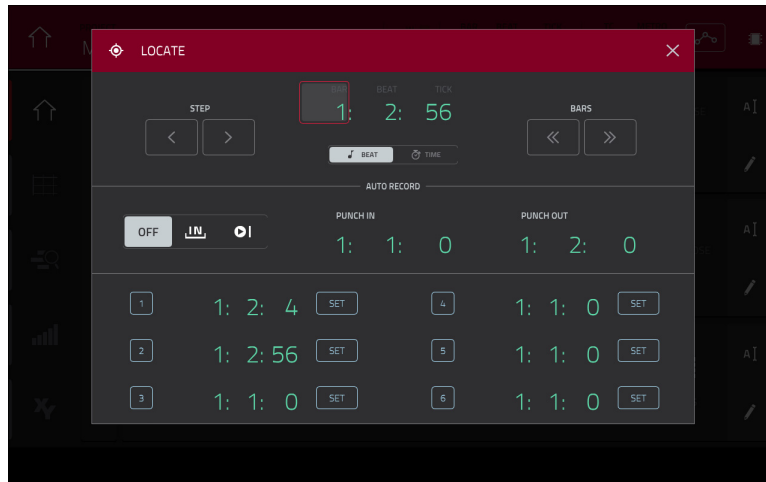 LOCATE
BAR BEAT TICK
STEP
1: 2: 56
BARS
BEAT TIME
AUTO RECORD
OFF IN
PUNCH IN
1: 1: 0
PUNCH OUT
1: 2: 0
1 1: 2: 4 SET
4 1: 1: 0 SET
2 1: 2: 56 SET
5 1: 1: 0 SET
3 1: 1: 0 SET
6 1: 1: 0 SET